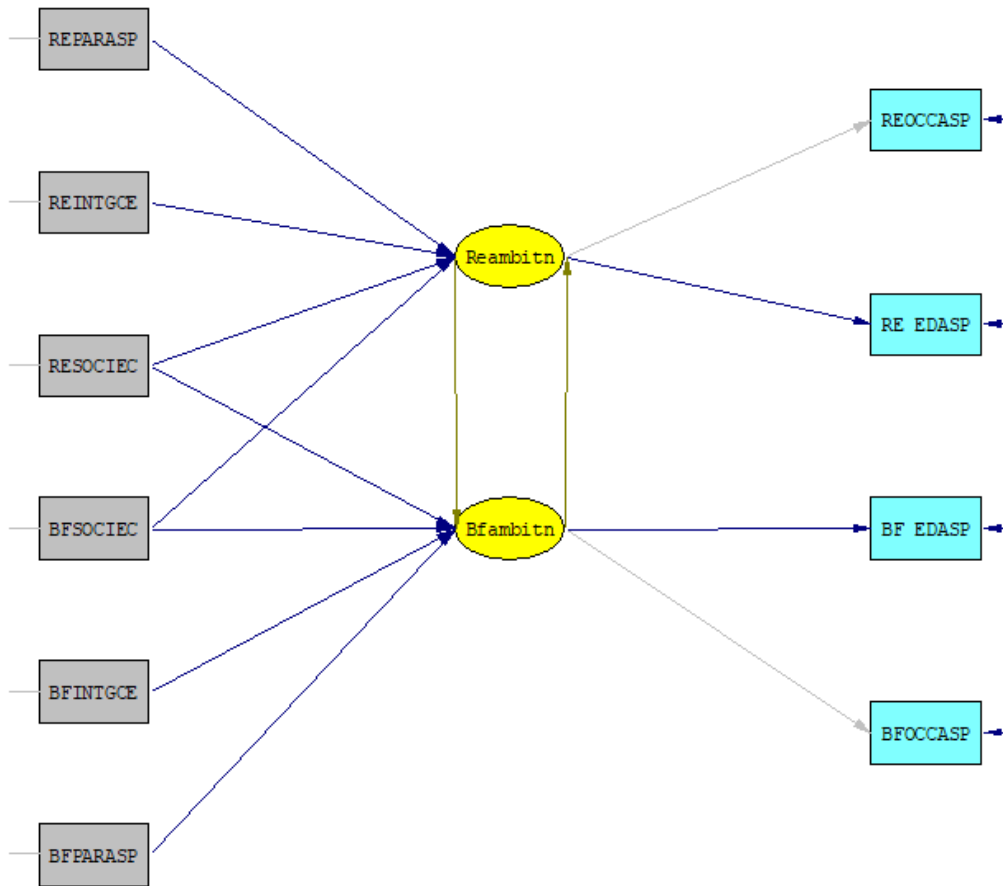 REPARASP
REOCCASP
REINTGCE
Reambitn
RE EDASP
RESOCIEC
BFSOCIEC
Bfambitn
BF EDASP
BFINTGCE
BFOCCASP
BFPARASP